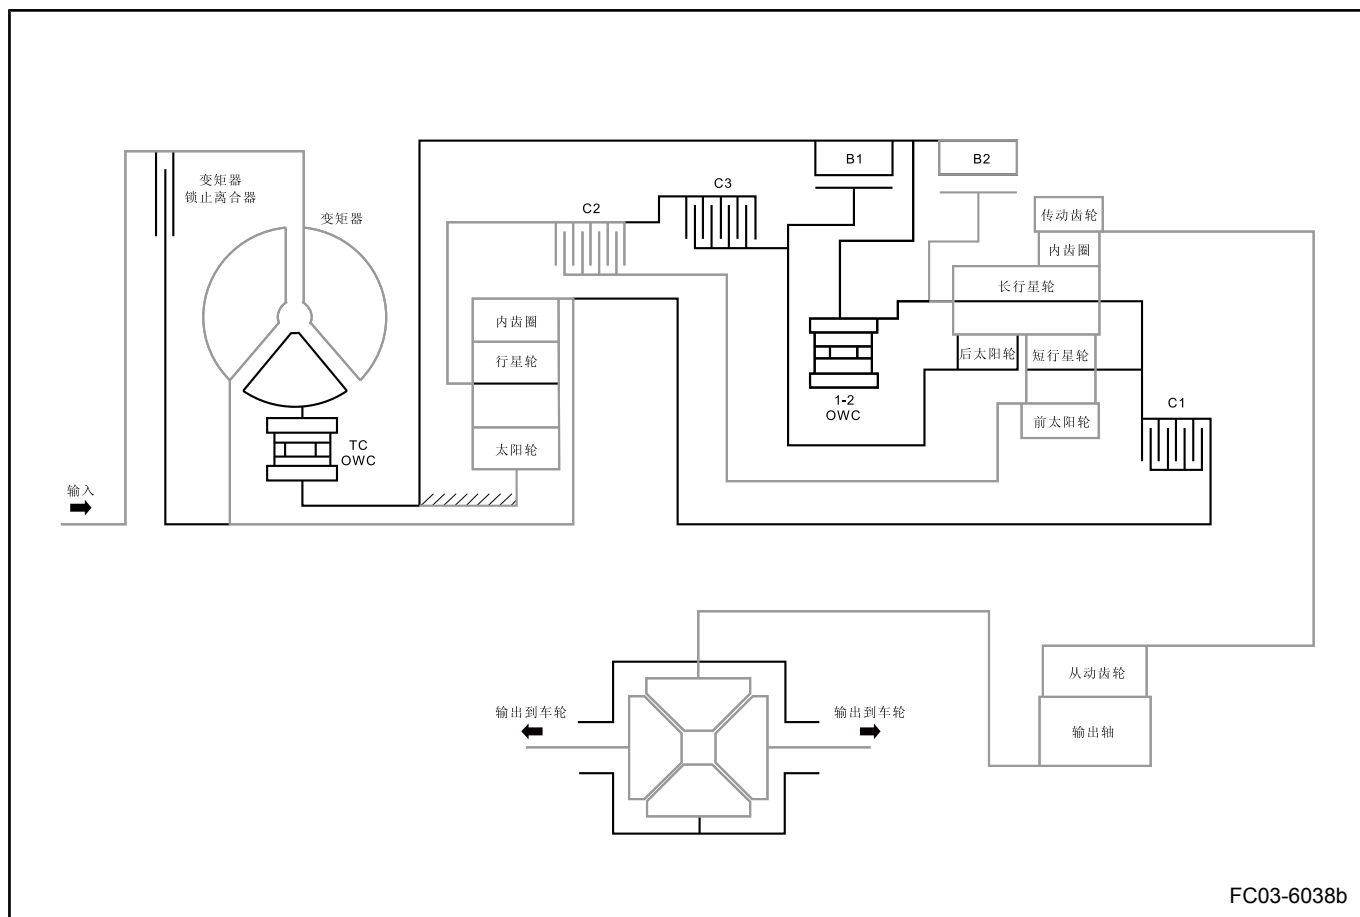 变矩器
锁止离合器
变矩器
C2
C3
B1
B2
传动齿轮
内齿圈
长行星轮
内齿圈
行星轮
太阳轮
后太阳轮
短行星轮
前太阳轮
1-2
OWC
C1
TC
OWC
输入
从动齿轮
输出轴
输出到车轮
输出到车轮
FC03-6038b